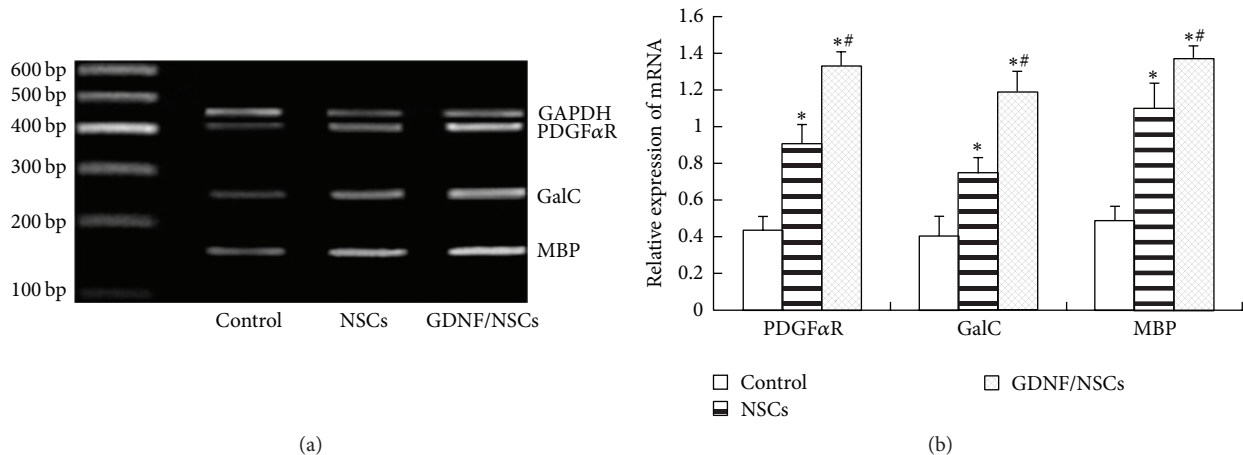 600 bp
500 bp
400 bp
300 bp
200 bp
100 bp
GAPDH
PDGFαR
GalC
MBP
Control NSCs GDNF/NSCs
(a)
Relative expression of mRNA
1.6
1.4
1.2
1
0.8
0.6
0.4
0.2
0
* *# * *# * *#
PDGFαR GalC MBP
Control GDNF/NSCs
NSCs
(b)